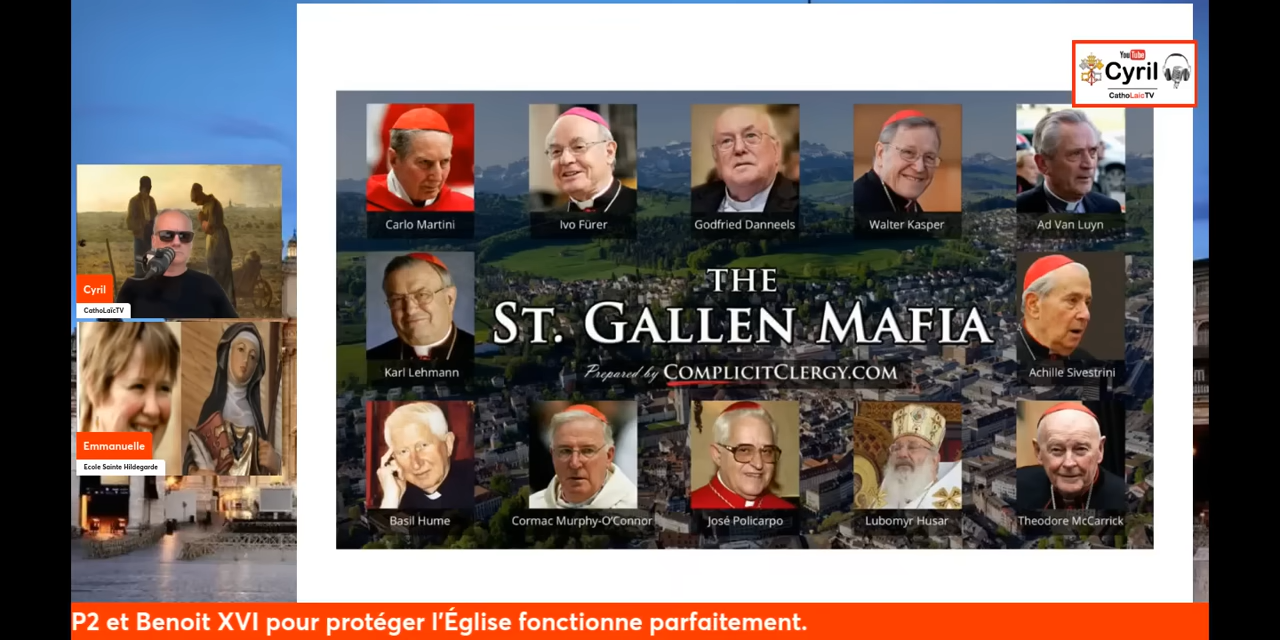 YouTube
Cyril
CathoLaïcTV
Carlo Martini
Ivo Fürer
Godfried Danneels
Walter Kasper
Ad Van Luyn
THE
ST. GALLEN MAFIA
Prepared by COMPLICITCLERGY.COM
Karl Lehmann
Achille Sivestrini
Basil Hume
Cormac Murphy-O'Connor
José Policarpo
Lubomyr Husar
Theodore McCarrick
Cyril
CathoLaïcTV
Emmanuelle
Ecole Sainte Hildegarde
P2 et Benoit XVI pour protéger l'Église fonctionne parfaitement.